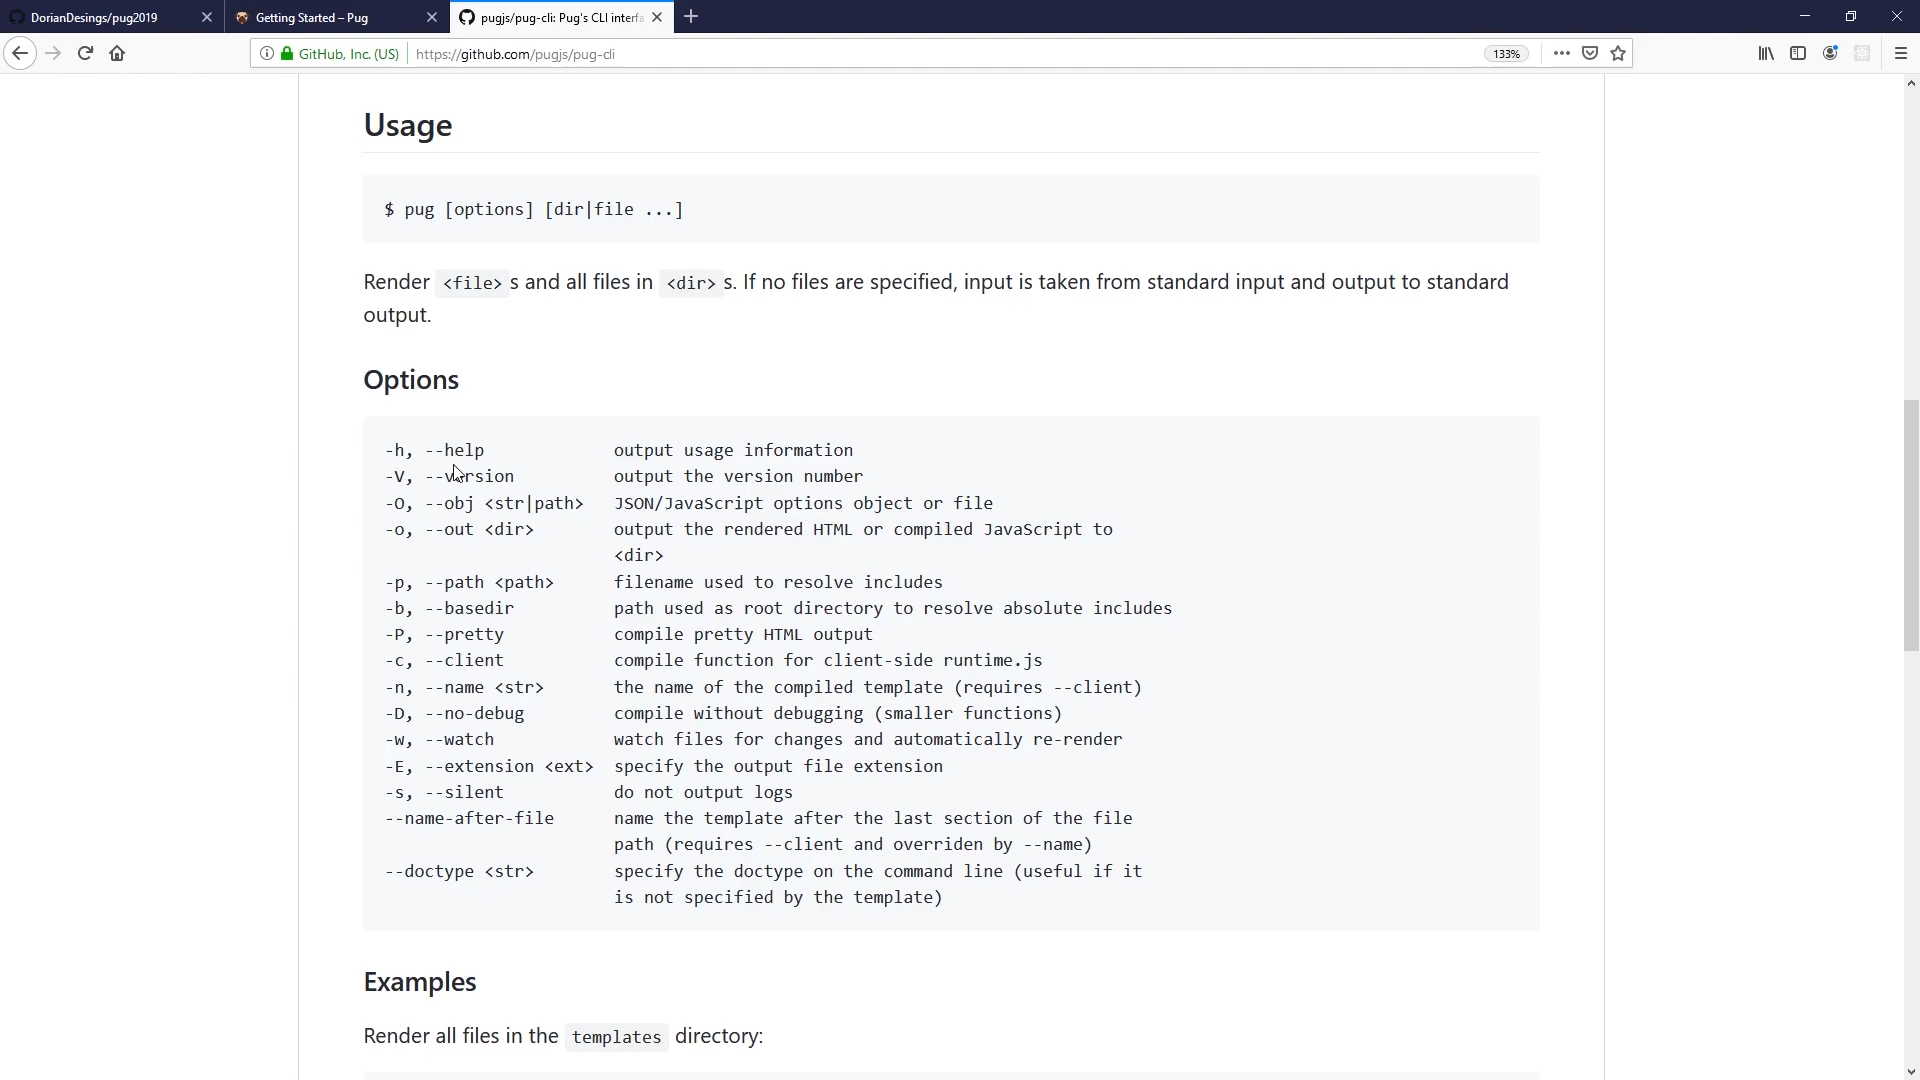 DorianDesings/pug2019
Getting Started – Pug
pugjs/pug-cli: Pug's CLI interfa
GitHub, Inc. (US)
https://github.com/pugjs/pug-cli
133%
Usage
$ pug [options] [dir|file ...]
Render <file> s and all files in <dir> s. If no files are specified, input is taken from standard input and output to standard
output.
Options
-h, --help             output usage information
-V, --version          output the version number
-O, --obj <str|path>   JSON/JavaScript options object or file
-o, --out <dir>        output the rendered HTML or compiled JavaScript to
<dir>
-p, --path <path>      filename used to resolve includes
-b, --basedir          path used as root directory to resolve absolute includes
-P, --pretty           compile pretty HTML output
-c, --client           compile function for client-side runtime.js
-n, --name <str>       the name of the compiled template (requires --client)
-D, --no-debug         compile without debugging (smaller functions)
-w, --watch            watch files for changes and automatically re-render
-E, --extension <ext>  specify the output file extension
-s, --silent           do not output logs
--name-after-file      name the template after the last section of the file
path (requires --client and overriden by --name)
--doctype <str>        specify the doctype on the command line (useful if it
is not specified by the template)
Examples
Render all files in the templates directory: